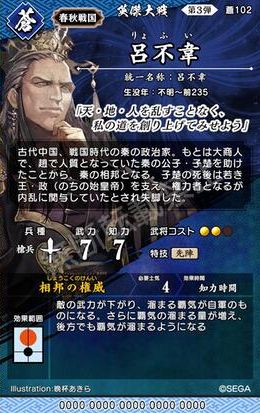 蒼
春秋戦国
英傑大戦
第3弾
蒼102
りょふい
呂不韋
統一名称：呂不韋
生没年：不明～前235
「天・地・人を乱すことなく、
私の道を創り上げてみせよう」
古代中国、戦国時代の秦の政治家。もとは大商人
で、趙で人質となっていた秦の公子・子楚を助け
たことから、秦の相邦となる。子楚の死後は若き
王・政（のちの始皇帝）を支え、権力者となるが
内乱に関与していたとされ失脚した。
兵種 武力 知力 武将コスト
槍兵 7 7 特技 先陣
しょうこくのけんい 必要士気 効果時間
相邦の権威 4 知力時間
効果範囲
敵の武力が下がり、溜まる覇気が自軍のも
のになる。さらに覇気の溜まる量が増え、
後方でも覇気が溜まるようになる
Illustration:晩杯あきら
©SEGA
0000-0000-0000-0000-0000